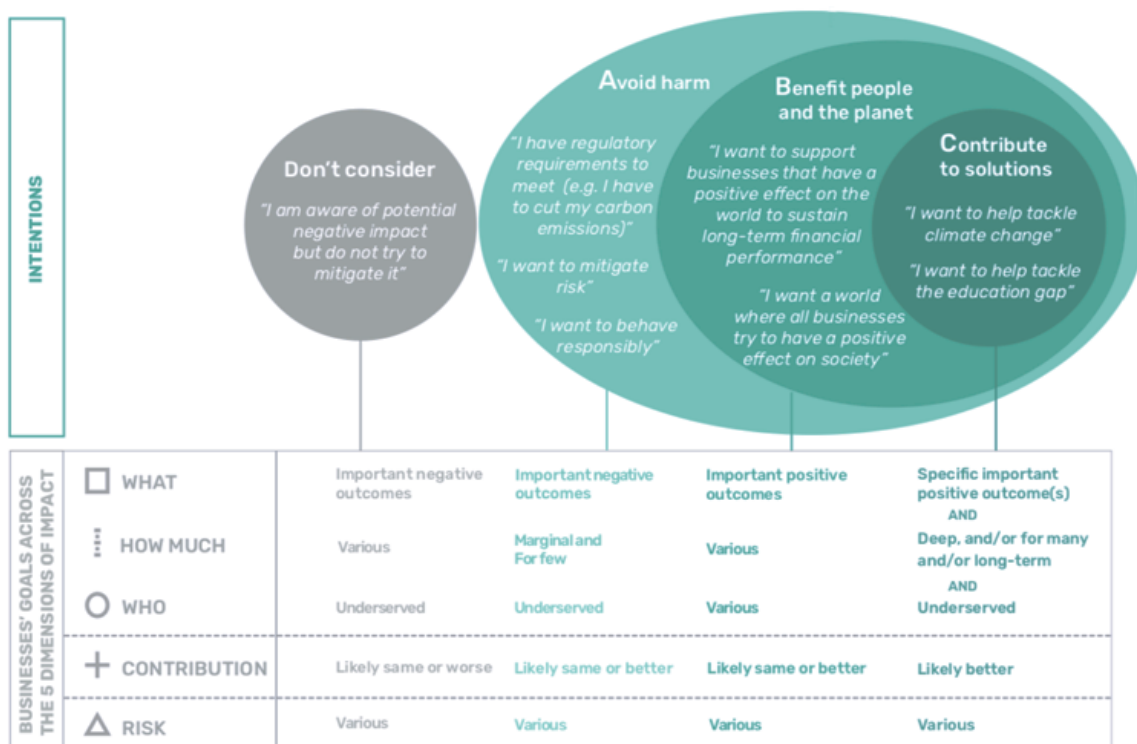 INTENTIONS
Don't consider
"I am aware of potential
negative impact
but do not try to
mitigate it"
Avoid harm
"I have regulatory
requirements to
meet (e.g. I have
to cut my carbon
emissions)"
"I want to mitigate
risk"
"I want to behave
responsibly"
Benefit people
and the planet
"I want to support
businesses that have a
positive effect on the
world to sustain
long-term financial
performance"
"I want a world
where all businesses
try to have a positive
effect on society"
Contribute
to solutions
"I want to help tackle
climate change"
"I want to help tackle
the education gap"
BUSINESSES' GOALS ACROSS
THE 5 DIMENSIONS OF IMPACT
WHAT
Important negative
outcomes
Important negative
outcomes
Important positive
outcomes
Specific important
positive outcome(s)
AND
HOW MUCH
Various
Marginal and
For few
Various
Deep, and/or for many
and/or long-term
AND
WHO
Underserved
Underserved
Various
Underserved
CONTRIBUTION
Likely same or worse
Likely same or better
Likely same or better
Likely better
RISK
Various
Various
Various
Various